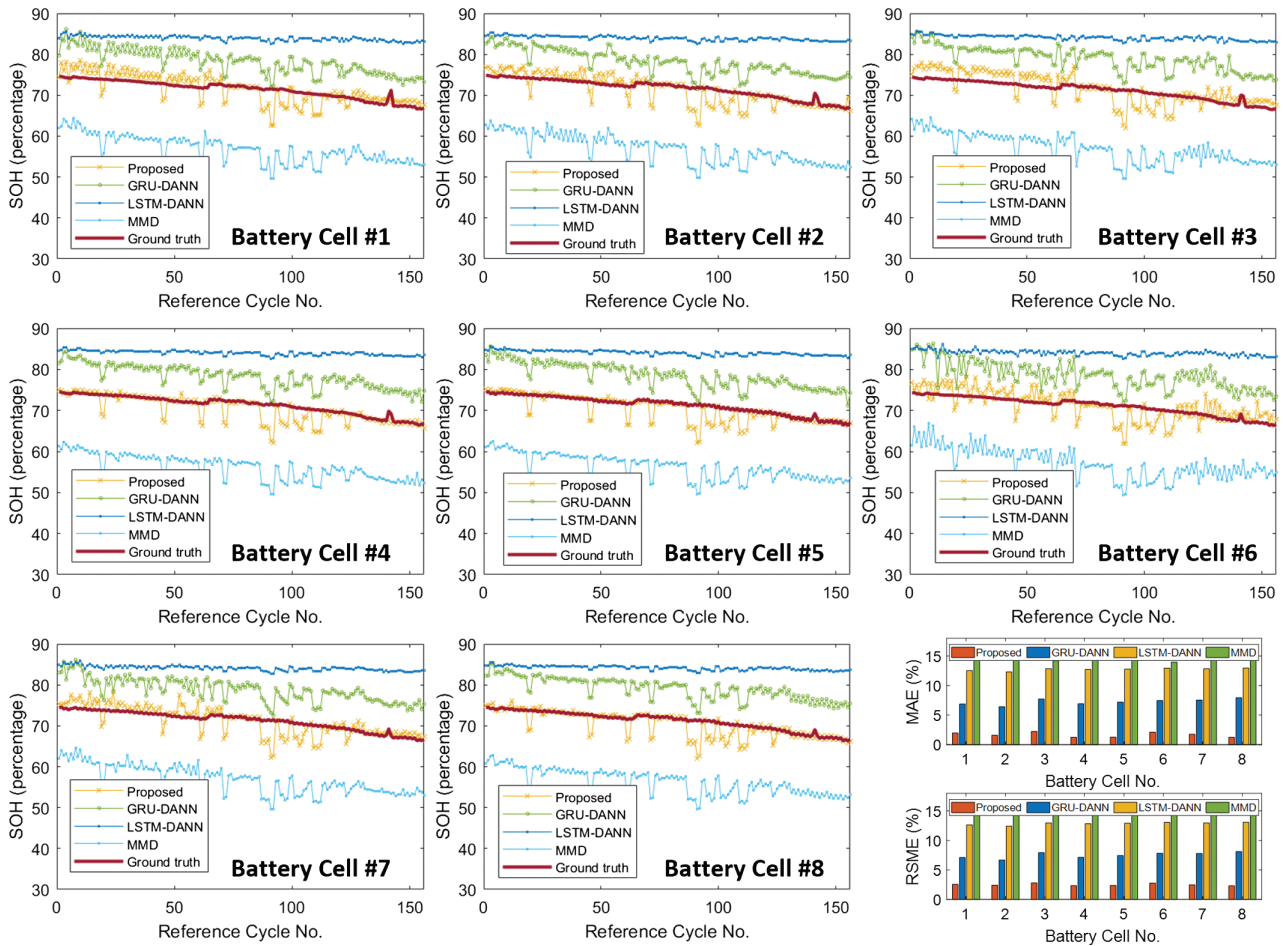 90
80
70
60
50
40
30
SOH (percentage)
Proposed
GRU-DANN
LSTM-DANN
MMD
Ground truth
Battery Cell #1
0 50 100 150
Reference Cycle No.
90
80
70
60
50
40
30
SOH (percentage)
Proposed
GRU-DANN
LSTM-DANN
MMD
Ground truth
Battery Cell #2
0 50 100 150
Reference Cycle No.
90
80
70
60
50
40
30
SOH (percentage)
Proposed
GRU-DANN
LSTM-DANN
MMD
Ground truth
Battery Cell #3
0 50 100 150
Reference Cycle No.
90
80
70
60
50
40
30
SOH (percentage)
Proposed
GRU-DANN
LSTM-DANN
MMD
Ground truth
Battery Cell #4
0 50 100 150
Reference Cycle No.
90
80
70
60
50
40
30
SOH (percentage)
Proposed
GRU-DANN
LSTM-DANN
MMD
Ground truth
Battery Cell #5
0 50 100 150
Reference Cycle No.
90
80
70
60
50
40
30
SOH (percentage)
Proposed
GRU-DANN
LSTM-DANN
MMD
Ground truth
Battery Cell #6
0 50 100 150
Reference Cycle No.
90
80
70
60
50
40
30
SOH (percentage)
Proposed
GRU-DANN
LSTM-DANN
MMD
Ground truth
Battery Cell #7
0 50 100 150
Reference Cycle No.
90
80
70
60
50
40
30
SOH (percentage)
Proposed
GRU-DANN
LSTM-DANN
MMD
Ground truth
Battery Cell #8
0 50 100 150
Reference Cycle No.
Proposed GRU-DANN LSTM-DANN MMD
15
10
5
0
MAE (%)
1 2 3 4 5 6 7 8
Battery Cell No.
Proposed GRU-DANN LSTM-DANN MMD
15
10
5
0
RSME (%)
1 2 3 4 5 6 7 8
Battery Cell No.